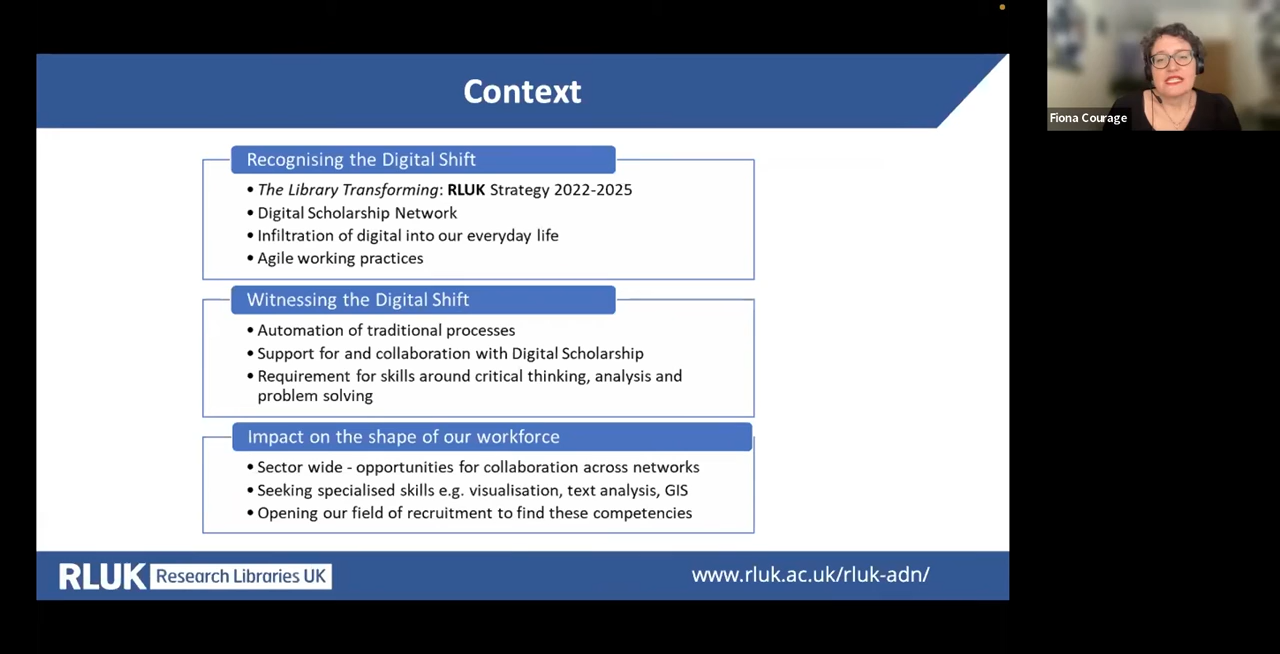 Context
Fiona Courage
Recognising the Digital Shift
• The Library Transforming: RLUK Strategy 2022-2025
• Digital Scholarship Network
• Infiltration of digital into our everyday life
• Agile working practices
Witnessing the Digital Shift
• Automation of traditional processes
• Support for and collaboration with Digital Scholarship
• Requirement for skills around critical thinking, analysis and
problem solving
Impact on the shape of our workforce
• Sector wide - opportunities for collaboration across networks
• Seeking specialised skills e.g. visualisation, text analysis, GIS
• Opening our field of recruitment to find these competencies
RLUK Research Libraries UK
www.rluk.ac.uk/rluk-adn/